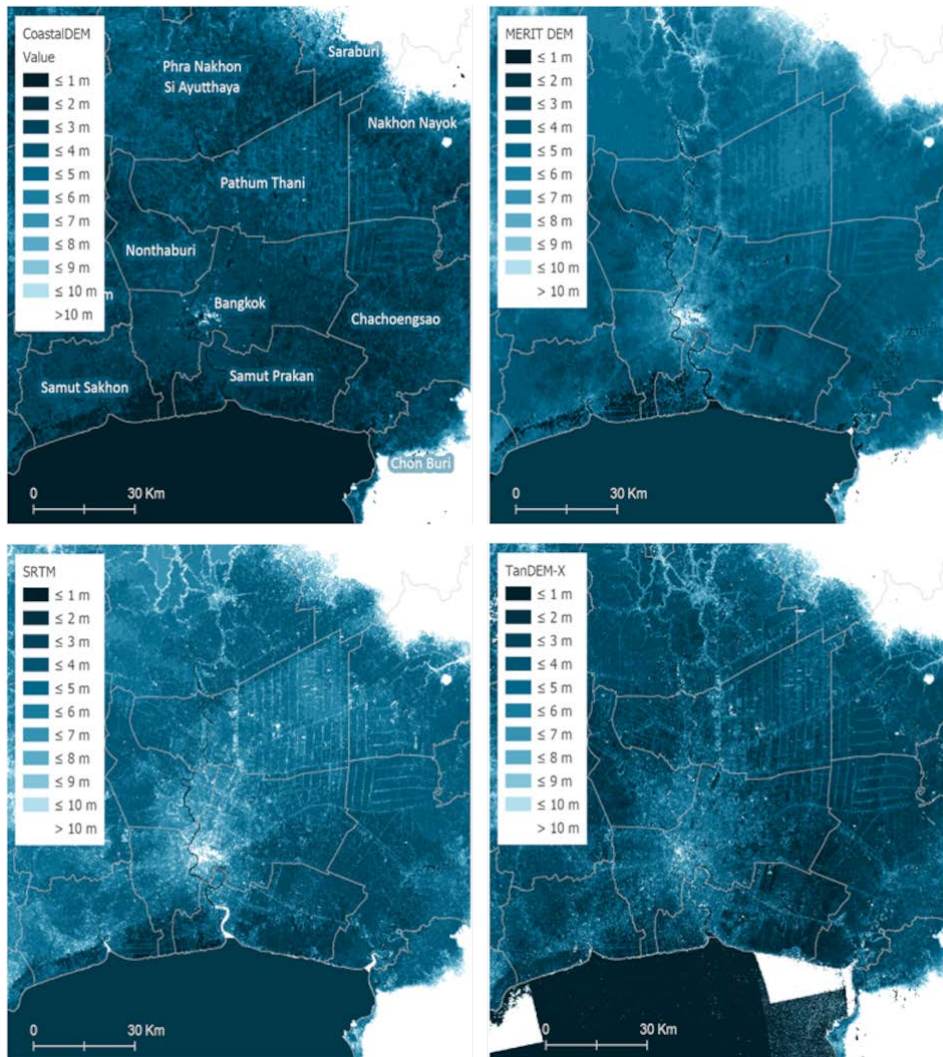 CoastalDEM
Value
≤ 1 m
≤ 2 m
≤ 3 m
≤ 4 m
≤ 5 m
≤ 6 m
≤ 7 m
≤ 8 m
≤ 9 m
≤ 10 m
>10 m
Saraburi
Phra Nakhon
Si Ayutthaya
Nakhon Nayok
Pathum Thani
Nonthaburi
Bangkok
Chachoengsao
Samut Sakhon
Samut Prakan
Chon Buri
0 30 Km
MERIT DEM
≤ 1 m
≤ 2 m
≤ 3 m
≤ 4 m
≤ 5 m
≤ 6 m
≤ 7 m
≤ 8 m
≤ 9 m
≤ 10 m
>10 m
0 30 Km
SRTM
≤ 1 m
≤ 2 m
≤ 3 m
≤ 4 m
≤ 5 m
≤ 6 m
≤ 7 m
≤ 8 m
≤ 9 m
≤ 10 m
> 10 m
0 30 Km
TanDEM-X
≤ 1 m
≤ 2 m
≤ 3 m
≤ 4 m
≤ 5 m
≤ 6 m
≤ 7 m
≤ 8 m
≤ 9 m
≤ 10 m
> 10 m
0 30 Km